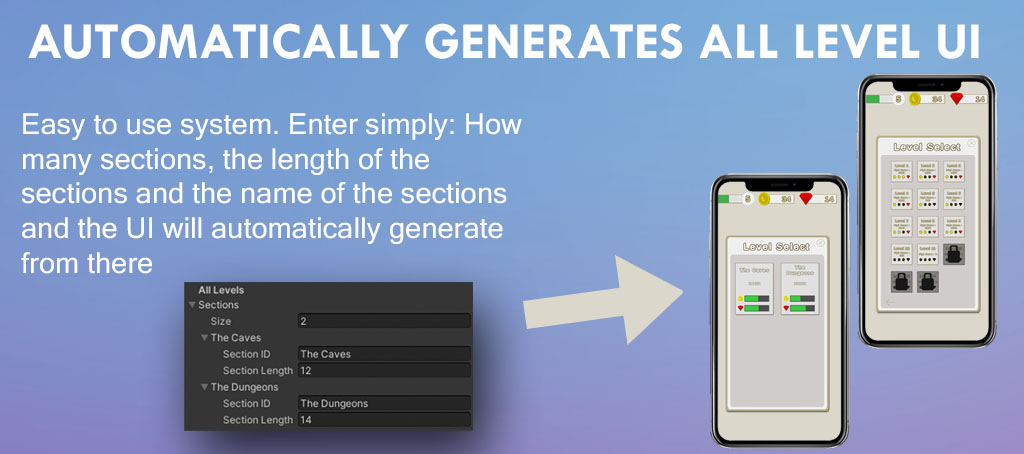 AUTOMATICALLY GENERATES ALL LEVEL UI
Easy to use system. Enter simply: How
many sections, the length of the
sections and the name of the sections
and the UI will automatically generate
from there
All Levels
Sections
Size 2
The Caves
Section ID The Caves
Section Length 12
The Dungeons
Section ID The Dungeons
Section Length 14
5 34 14
Level Select
The Caves
The Dungeons
5 34 14
Level Select
Level 1 Level 2 Level 3
Level 4 Level 5 Level 6
Level 7 Level 8 Level 9
Level 10 Level 11